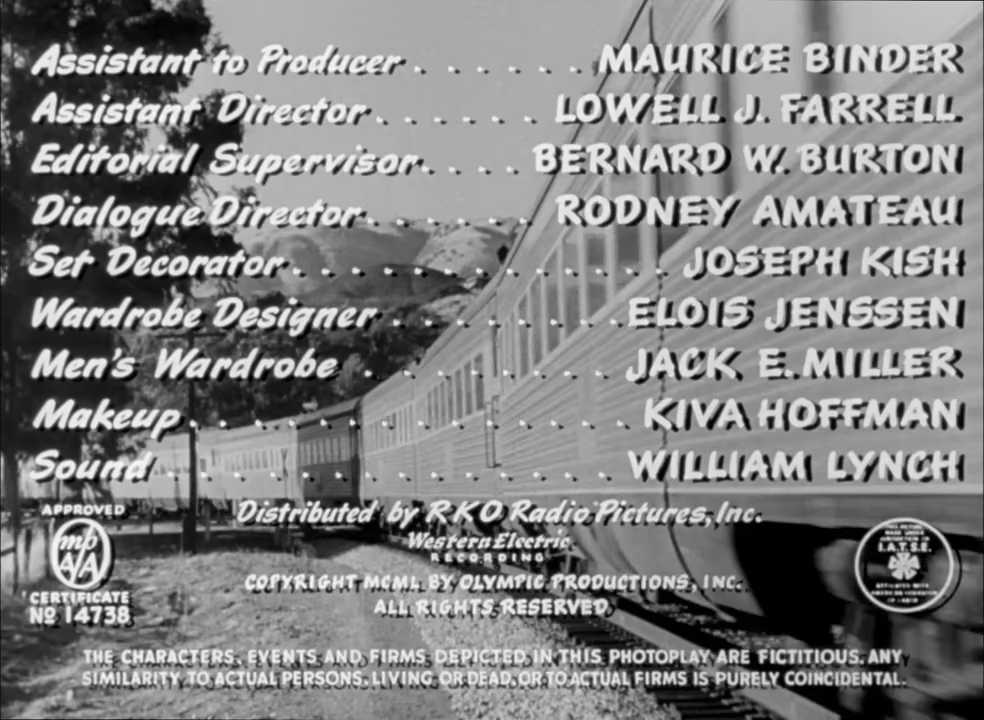 Assistant to Producer . . . . . . MAURICE BINDER
Assistant Director . . . . . . LOWELL J. FARRELL
Editorial Supervisor . . . . BERNARD W. BURTON
Dialogue Director . . . . . . RODNEY AMATEAU
Set Decorator . . . . . . . . . . . . . JOSEPH KISH
Wardrobe Designer . . . . . . . . ELOIS JENSSEN
Men's Wardrobe . . . . . . . . JACK E. MILLER
Makeup . . . . . . . . . . . . . . . KIVA HOFFMAN
Sound . . . . . . . . . . . . . . . WILLIAM LYNCH
Distributed by RKO Radio Pictures, Inc.
APPROVED
MPAA
CERTIFICATE
No 14738
Western Electric
RECORDING
COPYRIGHT MCML BY OLYMPIC PRODUCTIONS, INC.
ALL RIGHTS RESERVED
I.A.T.S.E.
THE CHARACTERS, EVENTS AND FIRMS DEPICTED IN THIS PHOTOPLAY ARE FICTITIOUS. ANY
SIMILARITY TO ACTUAL PERSONS, LIVING OR DEAD, OR TO ACTUAL FIRMS IS PURELY COINCIDENTAL.